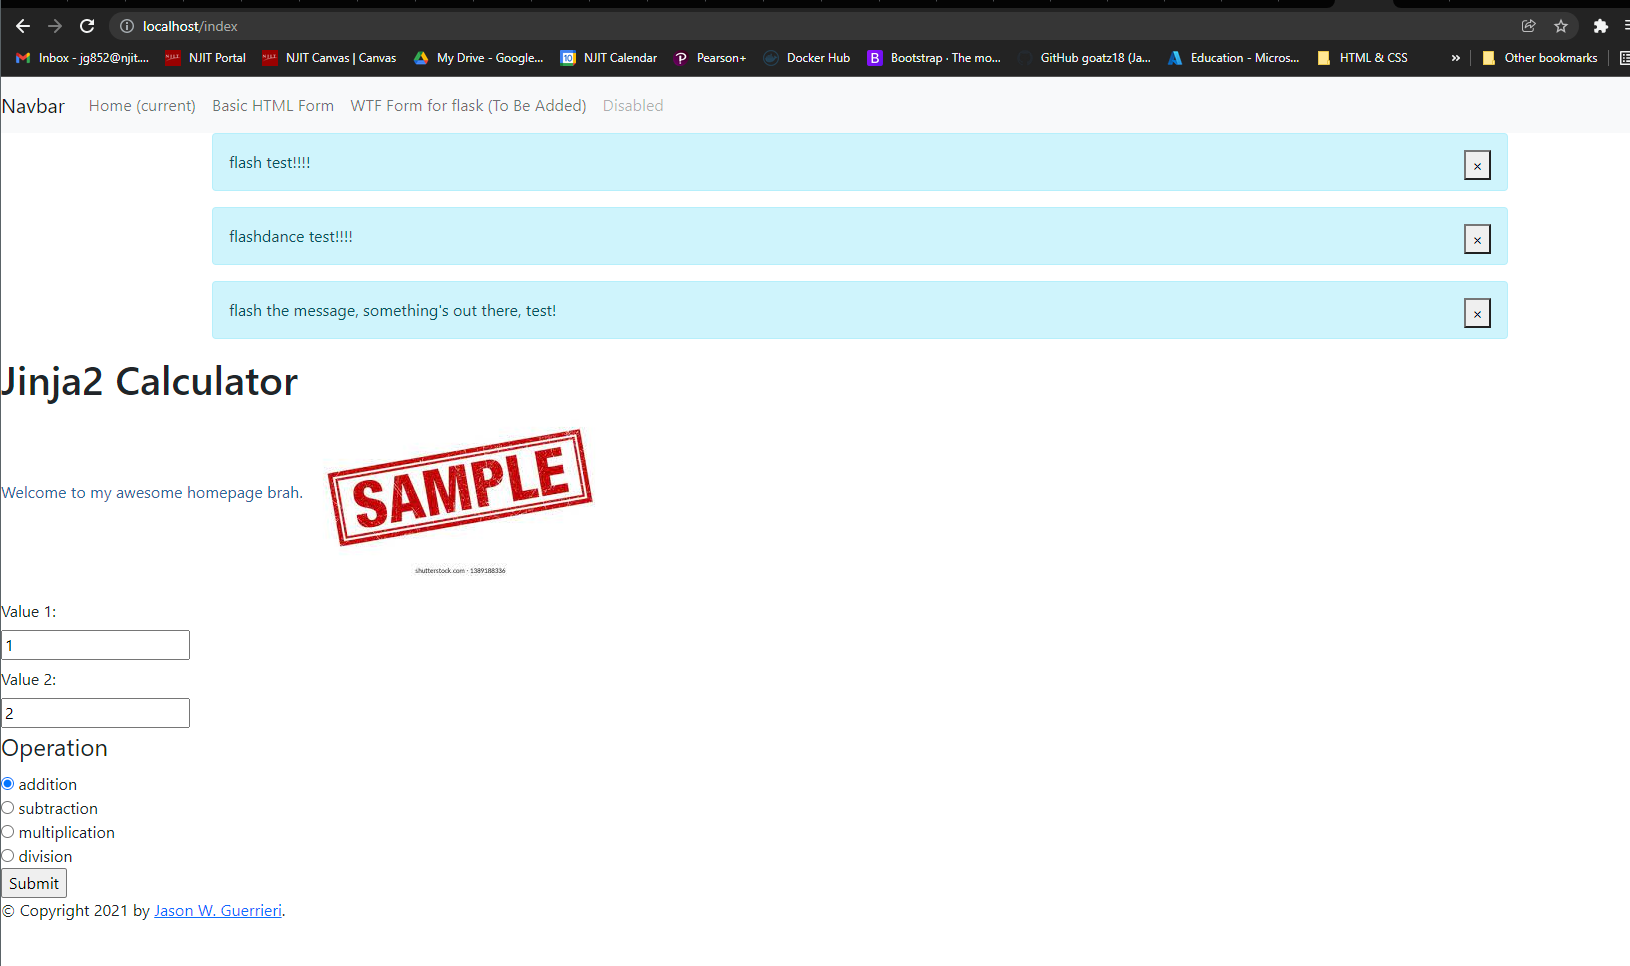 localhost/index
Inbox - jg852@njit.... NJIT Portal NJIT Canvas | Canvas My Drive - Google... 10 NJIT Calendar Pearson+ Docker Hub B Bootstrap · The mo... GitHub goatz18 (Ja... Education - Micros... HTML & CSS » Other bookmarks
Navbar Home (current) Basic HTML Form WTF Form for flask (To Be Added) Disabled
flash test!!!! ×
flashdance test!!!! ×
flash the message, something's out there, test! ×
Jinja2 Calculator
Welcome to my awesome homepage brah.
SAMPLE
shutterstock.com · 1389188336
Value 1:
1
Value 2:
2
Operation
addition
subtraction
multiplication
division
Submit
© Copyright 2021 by Jason W. Guerrieri.